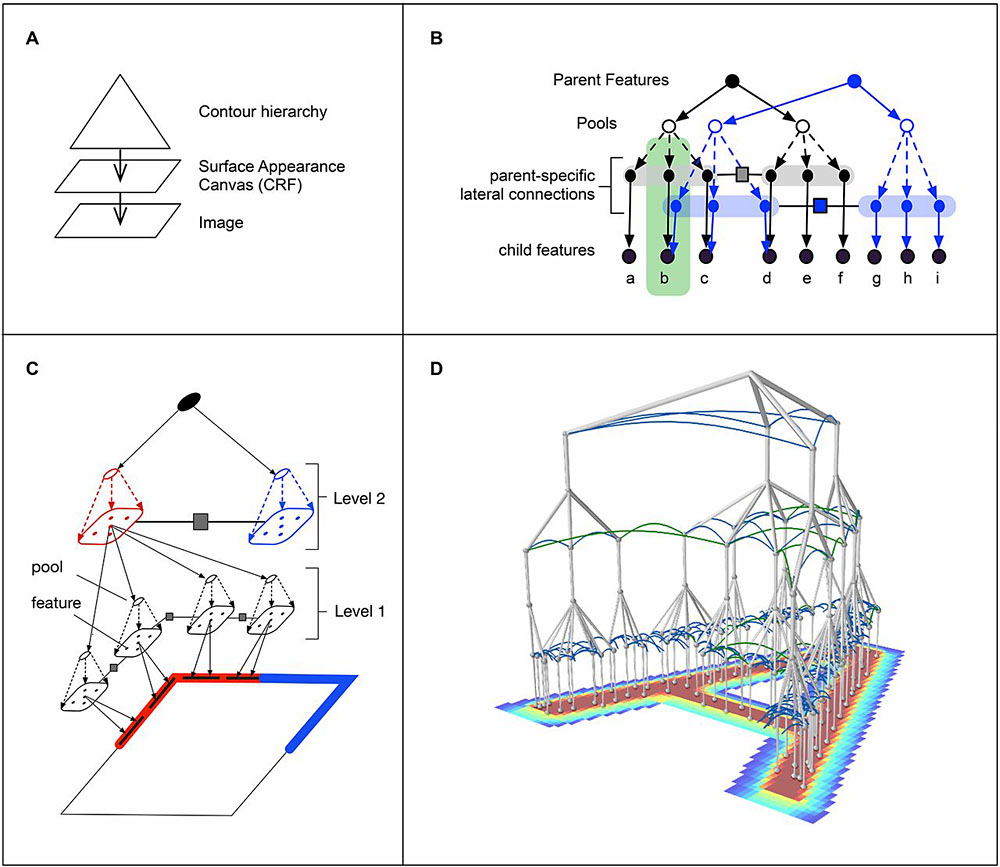 A
Contour hierarchy
Surface Appearance
Canvas (CRF)
Image
B
Parent Features
Pools
parent-specific
lateral connections
child features
a b c d e f g h i
C
Level 2
pool
feature
Level 1
D